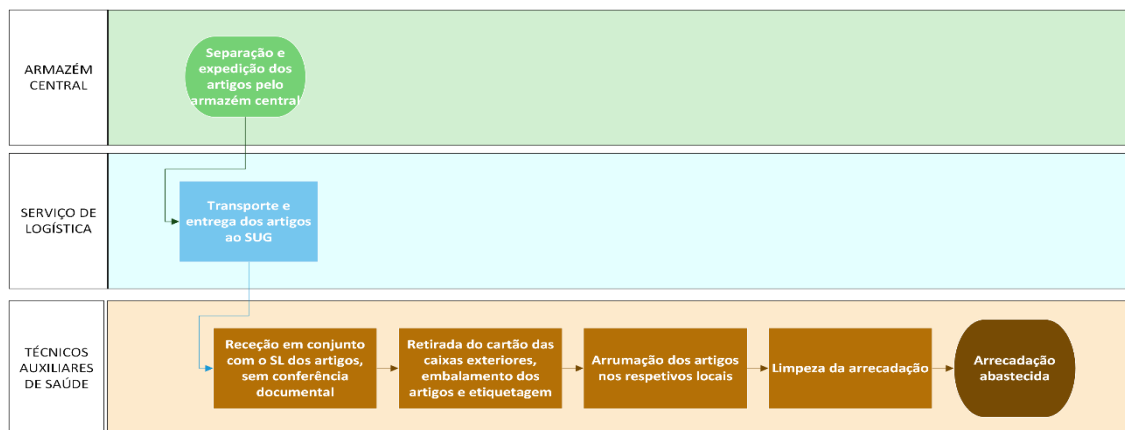 ARMAZÉM
CENTRAL
Separação e
expedição dos
artigos pelo
armazém central
SERVIÇO DE
LOGÍSTICA
Transporte e
entrega dos artigos
ao SUG
TÉCNICOS
AUXILIARES
DE SAÚDE
Receção em conjunto
com o SL dos artigos,
sem conferência
documental
Retirada do cartão das
caixas exteriores,
embalamento dos
artigos e etiquetagem
Arrumação dos artigos
nos respetivos locais
Limpeza da arrecadação
Arrecadação
abastecida